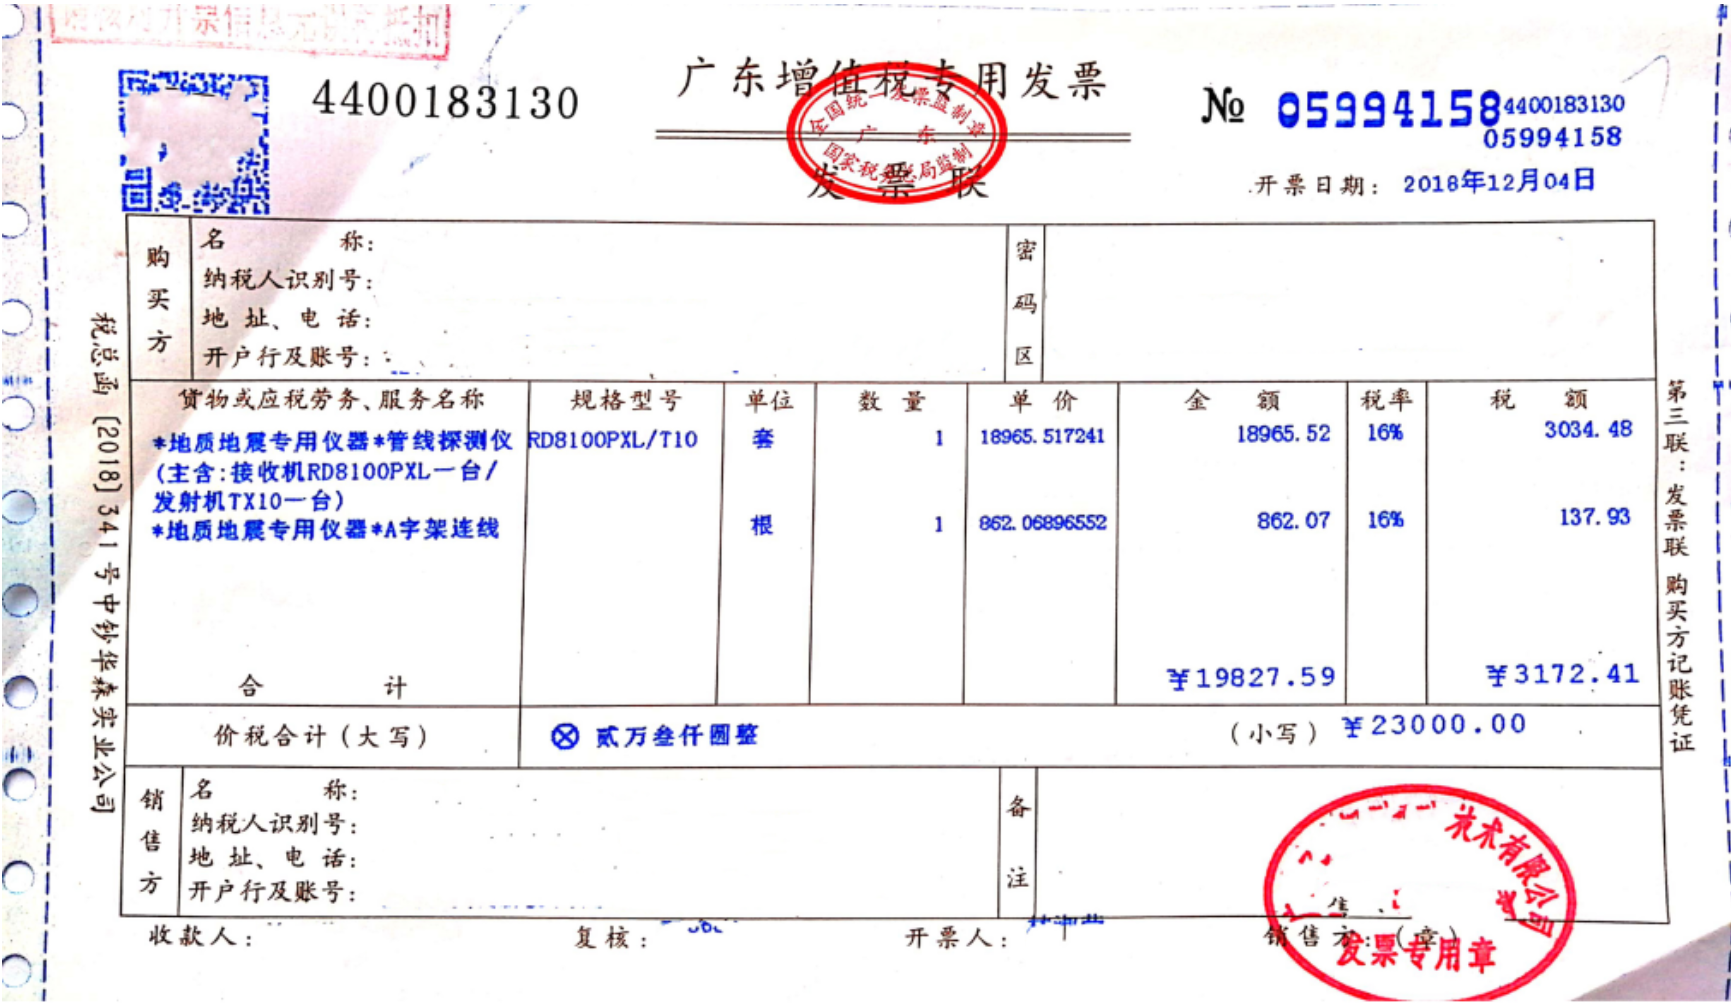 4400183130
广东增值税专用发票
全国统一发票监制章
广 东
国家税务总局监制
发票联
№ 05994158
4400183130
05994158
开票日期: 2018年12月04日
购买方
名 称:
纳税人识别号:
地 址、电 话:
开户行及账号:
密码区
货物或应税劳务、服务名称 规格型号 单位 数 量 单 价 金 额 税率 税 额
*地质地震专用仪器*管线探测仪 RD8100PXL/T10 套 1 18965.517241 18965.52 16% 3034.48
(主含:接收机RD8100PXL一台/
发射机TX10一台)
*地质地震专用仪器*A字架连线 根 1 862.06896552 862.07 16% 137.93
合 计 ¥19827.59 ¥3172.41
价税合计(大写) ⊗ 贰万叁仟圆整 (小写) ¥23000.00
销售方
名 称:
纳税人识别号:
地 址、电 话:
开户行及账号:
备注
收款人: 复核: 开票人: 销售方:(章)
术有限公司
发票专用章
税总函〔2018〕341号中钞华森实业公司
第三联:发票联 购买方记账凭证